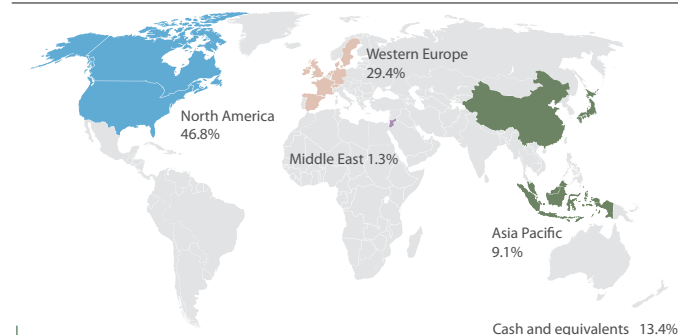 Western Europe
29.4%
North America
46.8%
Middle East 1.3%
Asia Pacific
9.1%
Cash and equivalents 13.4%